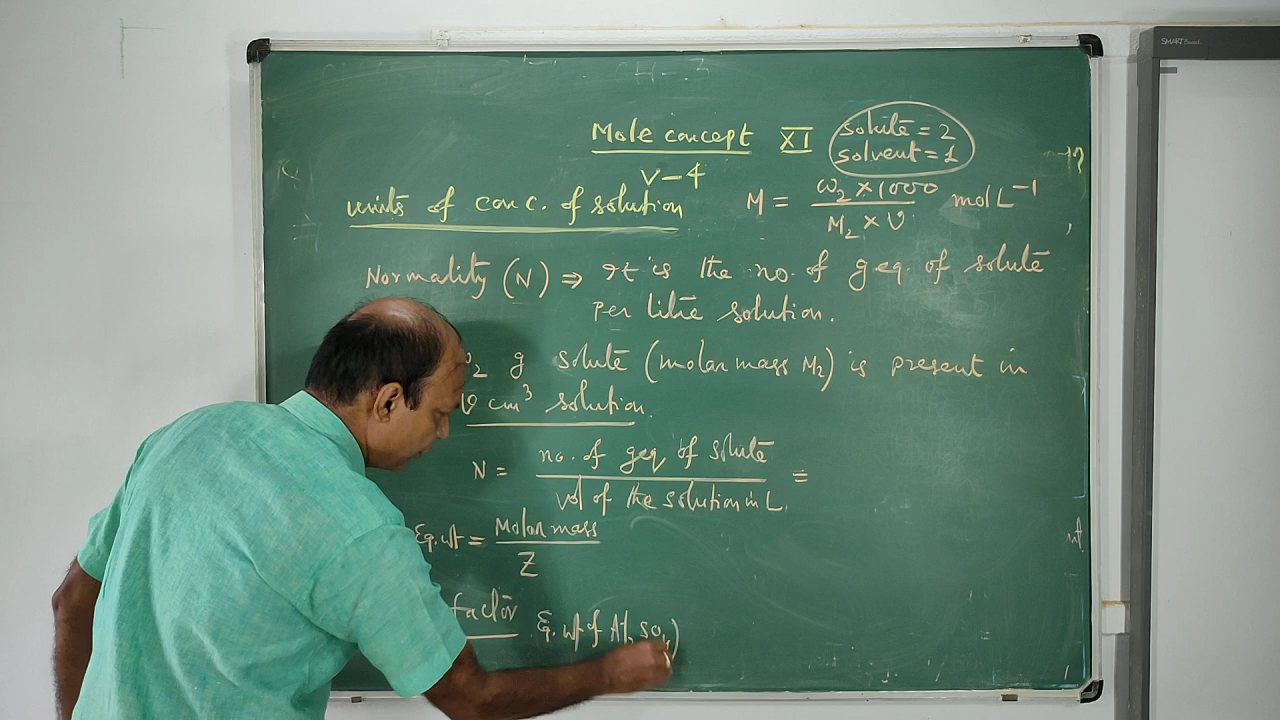 SMART Board
Mole concept XI
solute = 2
solvent = 1
V-4
units of conc. of solution
M = w₂ × 1000 / M₂ × V mol L⁻¹
Normality (N) ⇒ It is the no. of geq. of solute
per litre solution.
₂ g solute (molar mass M₂) is present in
V cm³ solution.
N = no. of geq of solute / vol of the solution in L. =
Eq. wt = Molar mass / Z
factor Eq. wt of Al₂ SO₄)